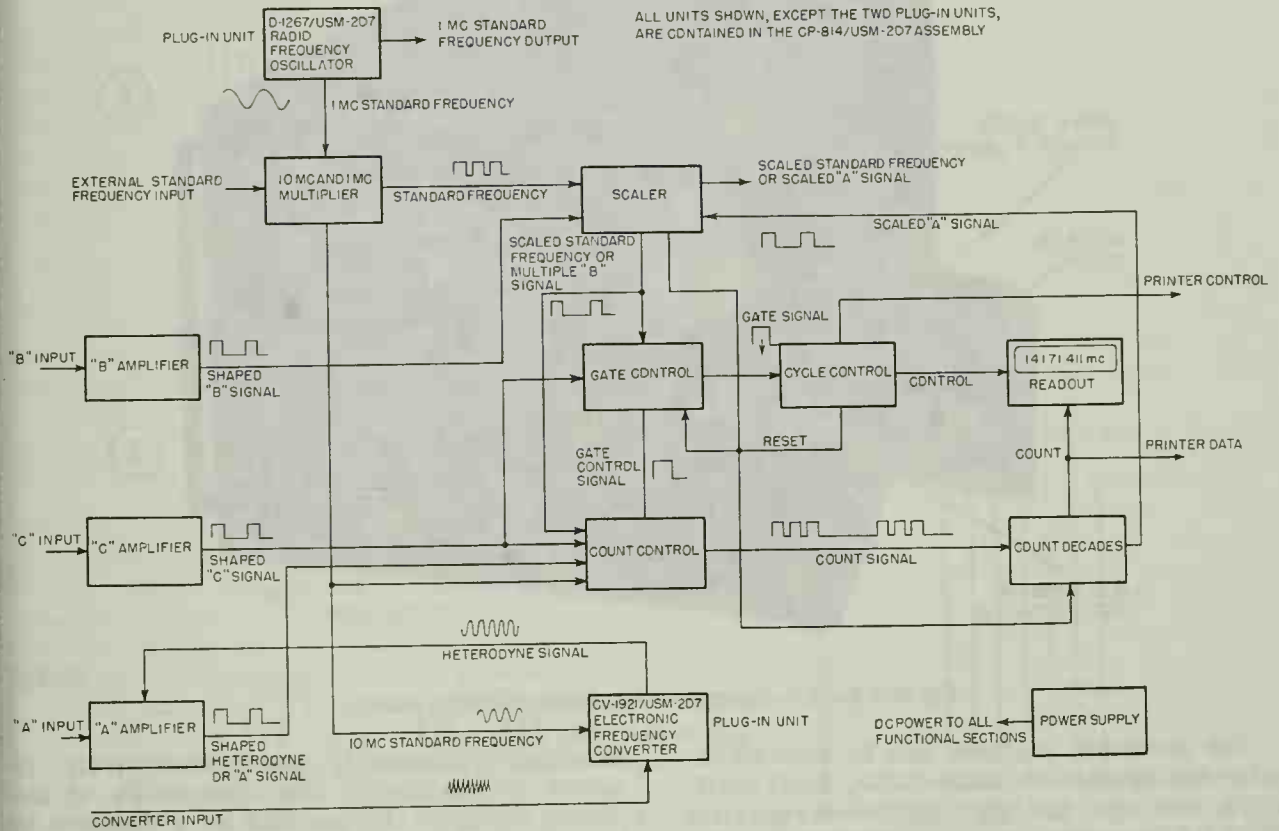 ALL UNITS SHOWN, EXCEPT THE TWO PLUG-IN UNITS,
ARE CONTAINED IN THE CP-814/USM-207 ASSEMBLY
PLUG-IN UNIT
O-1267/USM-207
RADIO
FREQUENCY
OSCILLATOR
1 MC STANDARD
FREQUENCY OUTPUT
1 MC STANDARD FREQUENCY
EXTERNAL STANDARD
FREQUENCY INPUT
10 MC AND 1 MC
MULTIPLIER
STANDARD FREQUENCY
SCALER
SCALED STANDARD FREQUENCY
OR SCALED "A" SIGNAL
SCALED "A" SIGNAL
SCALED STANDARD
FREQUENCY OR
MULTIPLE "B"
SIGNAL
PRINTER CONTROL
GATE SIGNAL
"B" INPUT
"B" AMPLIFIER
SHAPED
"B" SIGNAL
GATE CONTROL
CYCLE CONTROL
CONTROL
14171411mc
READOUT
RESET
GATE
CONTROL
SIGNAL
COUNT
PRINTER DATA
"C" INPUT
"C" AMPLIFIER
SHAPED
"C" SIGNAL
COUNT CONTROL
COUNT SIGNAL
COUNT DECADES
HETERODYNE SIGNAL
"A" INPUT
"A" AMPLIFIER
SHAPED
HETERODYNE
OR "A" SIGNAL
10 MC STANDARD FREQUENCY
CV-1921/USM-207
ELECTRONIC
FREQUENCY
CONVERTER
PLUG-IN UNIT
DC POWER TO ALL
FUNCTIONAL SECTIONS
POWER SUPPLY
CONVERTER INPUT